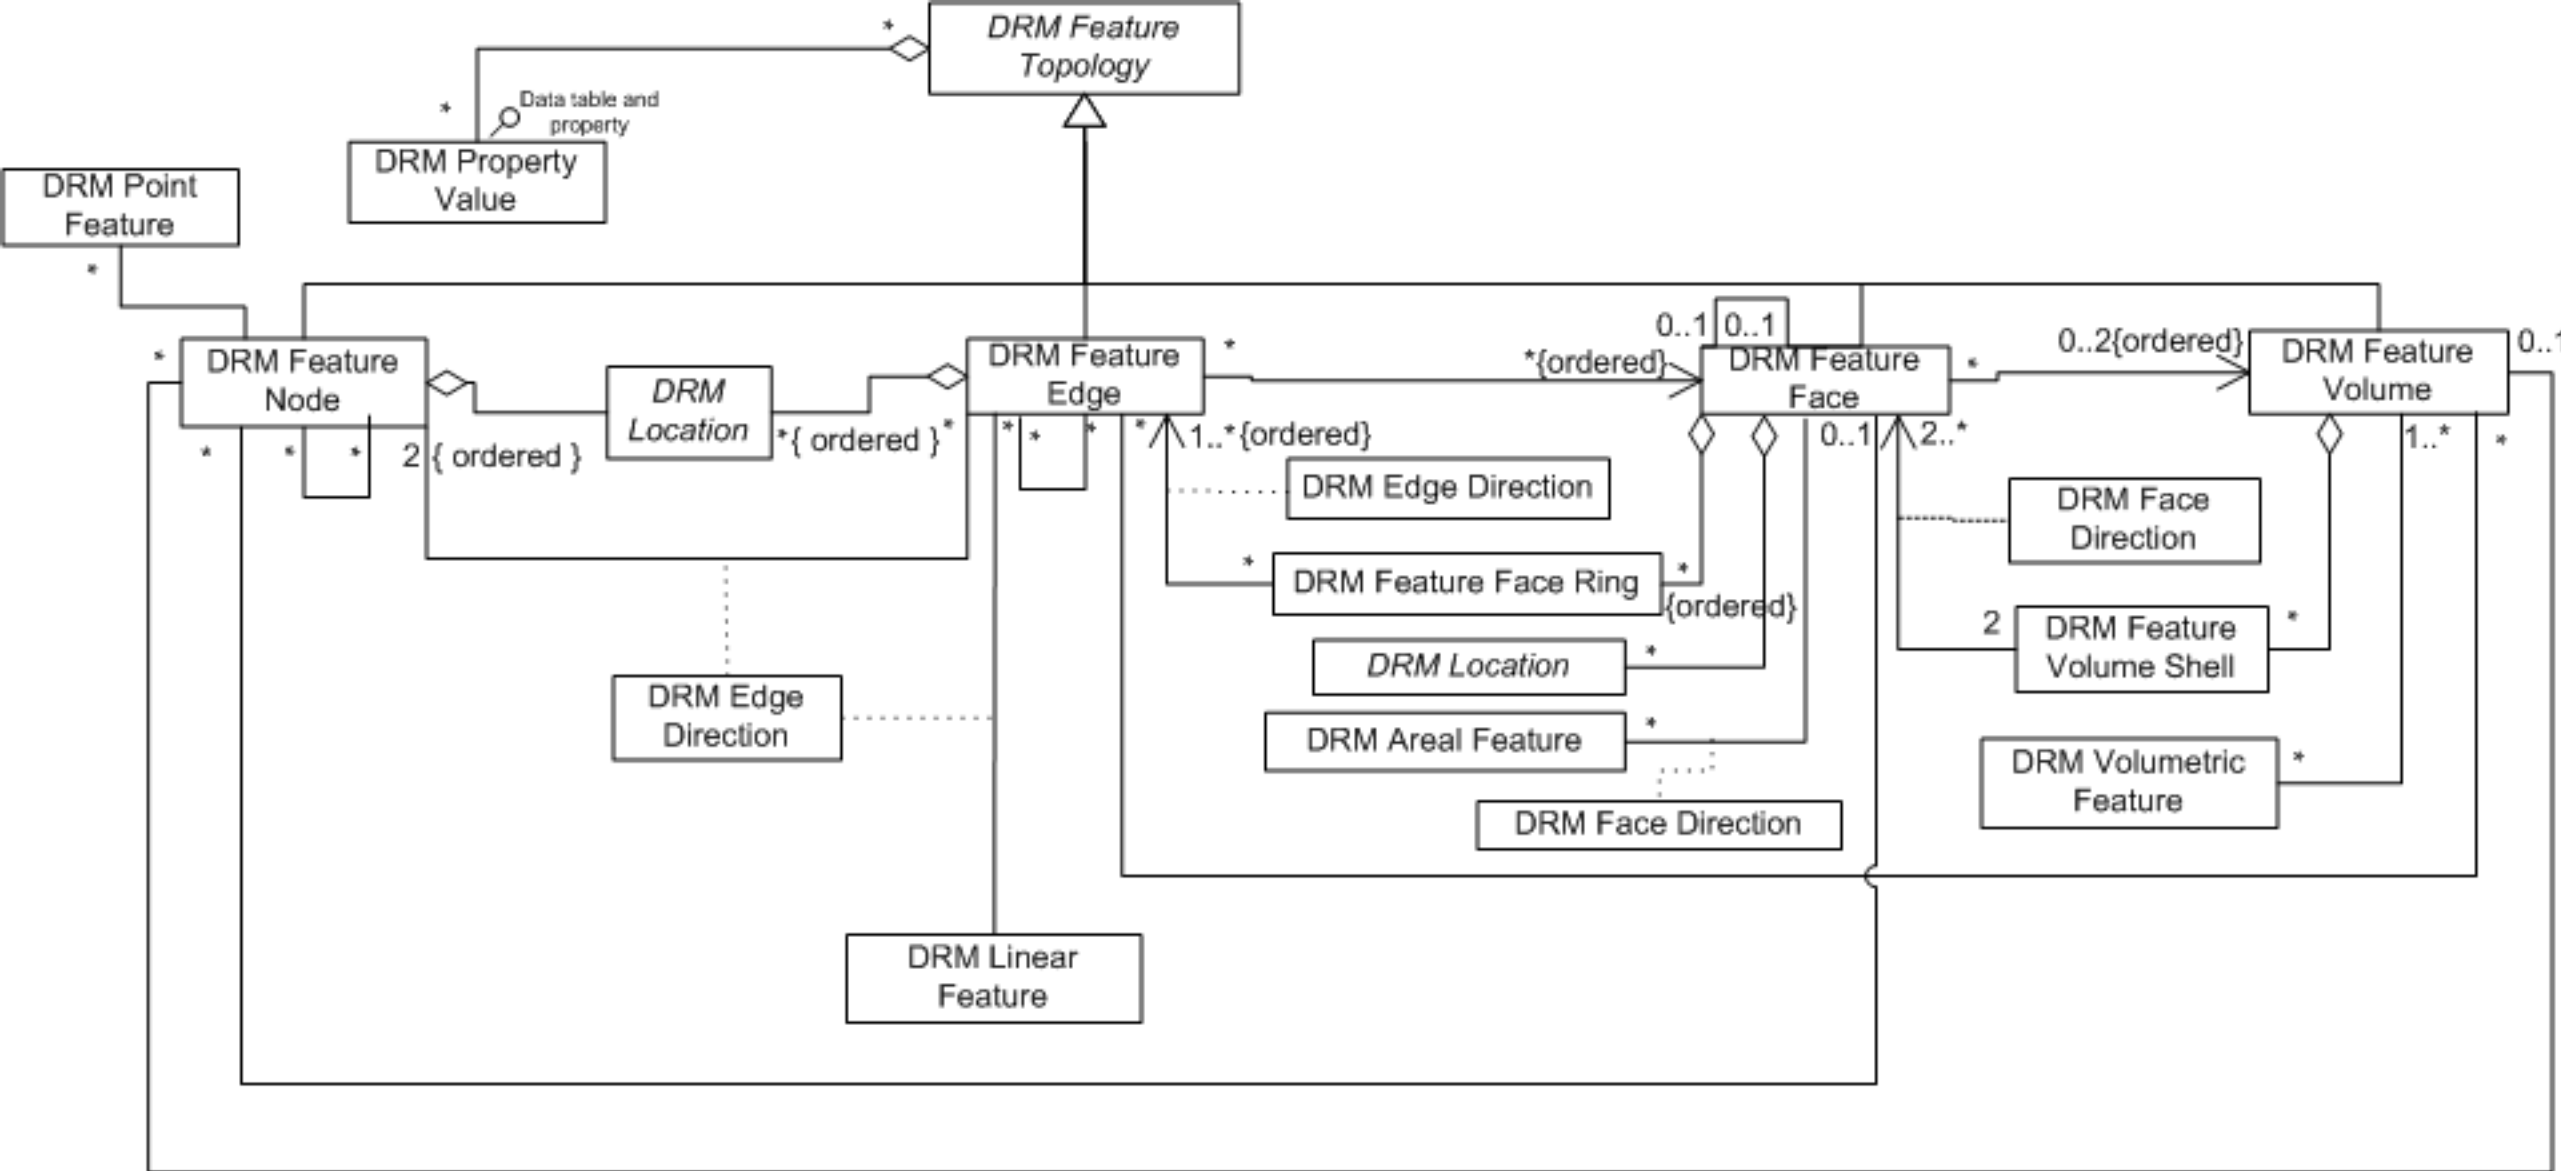 DRM Feature
Topology
*
*
Data table and
property
DRM Property
Value
DRM Point
Feature
*
DRM Feature
Node
*
*
*
*
2 { ordered }
DRM
Location
*{ ordered }*
DRM Feature
Edge
*
*
*
*
*
1..*{ordered}
*{ordered}
0..1
0..1
DRM Feature
Face
*
0..2{ordered}
DRM Feature
Volume
0..1
0..1
2..*
1..*
*
DRM Edge Direction
DRM Face
Direction
*
DRM Feature Face Ring
*
{ordered}
2
DRM Feature
Volume Shell
*
DRM Location
*
DRM Edge
Direction
DRM Areal Feature
*
DRM Volumetric
Feature
*
DRM Face Direction
DRM Linear
Feature